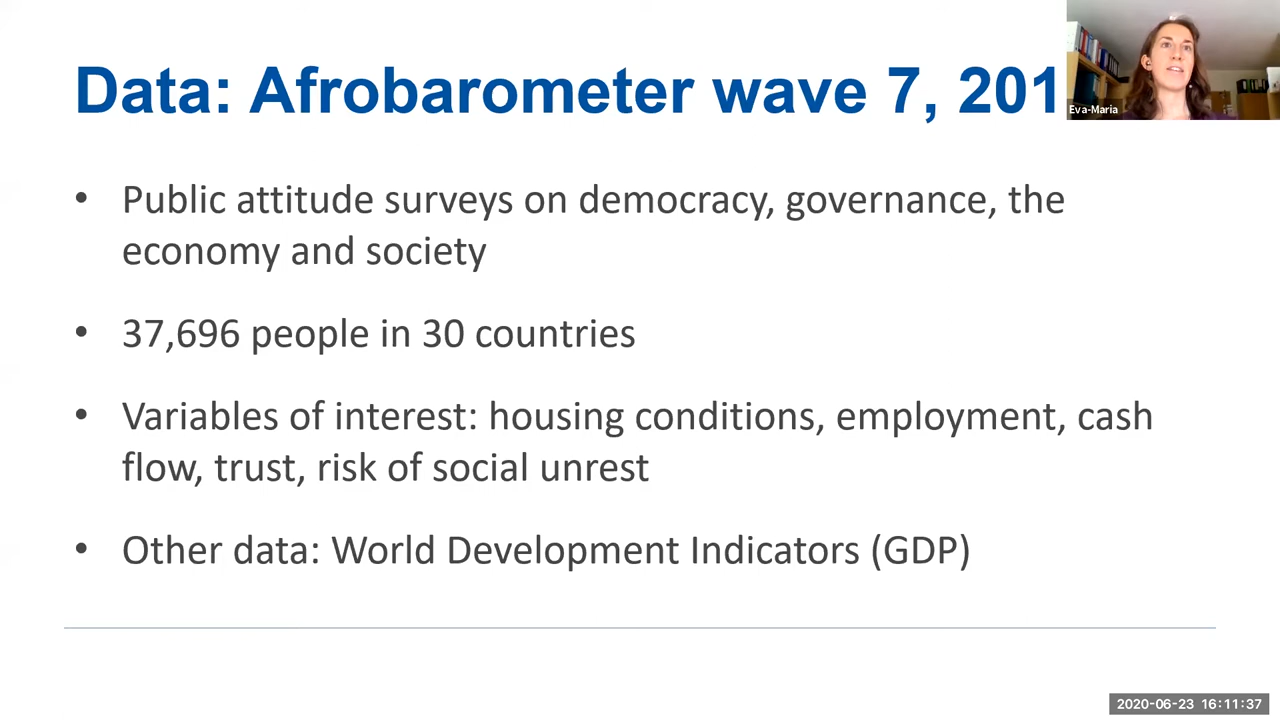 Data: Afrobarometer wave 7, 201
Eva-Maria
• Public attitude surveys on democracy, governance, the
economy and society
• 37,696 people in 30 countries
• Variables of interest: housing conditions, employment, cash
flow, trust, risk of social unrest
• Other data: World Development Indicators (GDP)
2020-06-23 16:11:37